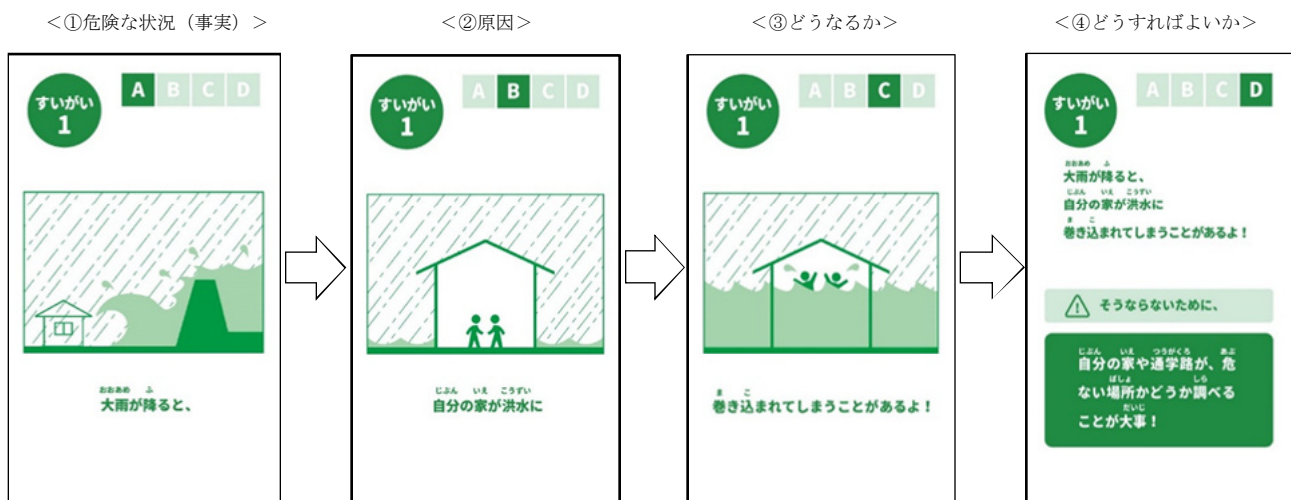 <①危険な状況（事実）>
<②原因>
<③どうなるか>
<④どうすればよいか>
すいがい
1
A B C D
おおあめ ふ
大雨が降ると、
すいがい
1
A B C D
じぶん いえ こうずい
自分の家が洪水に
すいがい
1
A B C D
ま こ
巻き込まれてしまうことがあるよ！
すいがい
1
A B C D
おおあめ ふ
大雨が降ると、
じぶん いえ こうずい
自分の家が洪水に
ま こ
巻き込まれてしまうことがあるよ！
そうならないために、
じぶん いえ つうがくろ あぶ
自分の家や通学路が、危
ばしょ しら
ない場所かどうか調べる
だいじ
ことが大事！